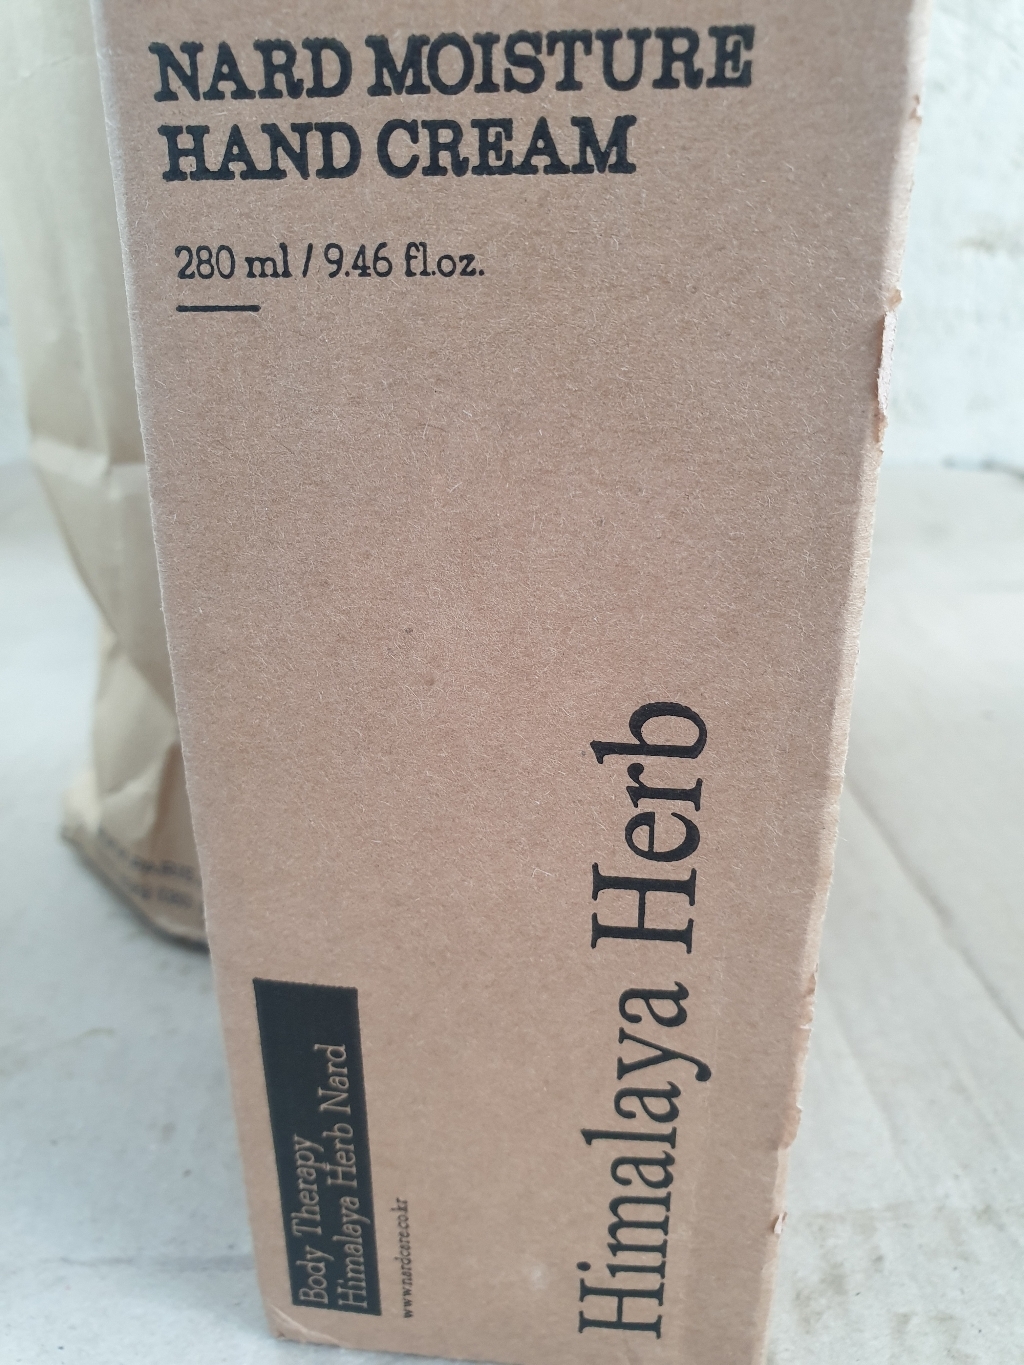 NARD MOISTURE
HAND CREAM
280 ml / 9.46 fl.oz.
Himalaya Herb
Body Therapy
Himalaya Herb Nard
www.nardcare.co.kr